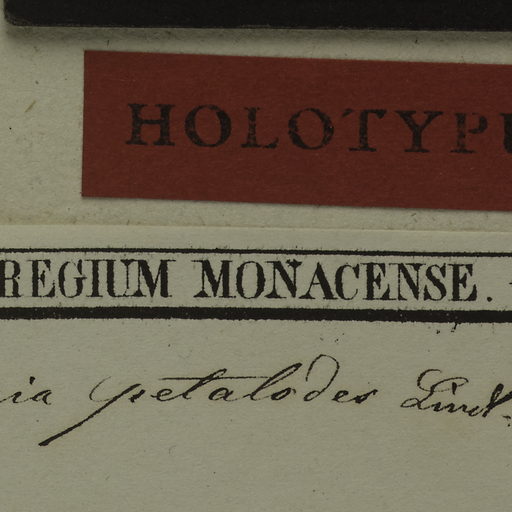 HOLOTYPU
REGIUM MONACENSE.
ia petalodes Lindl.